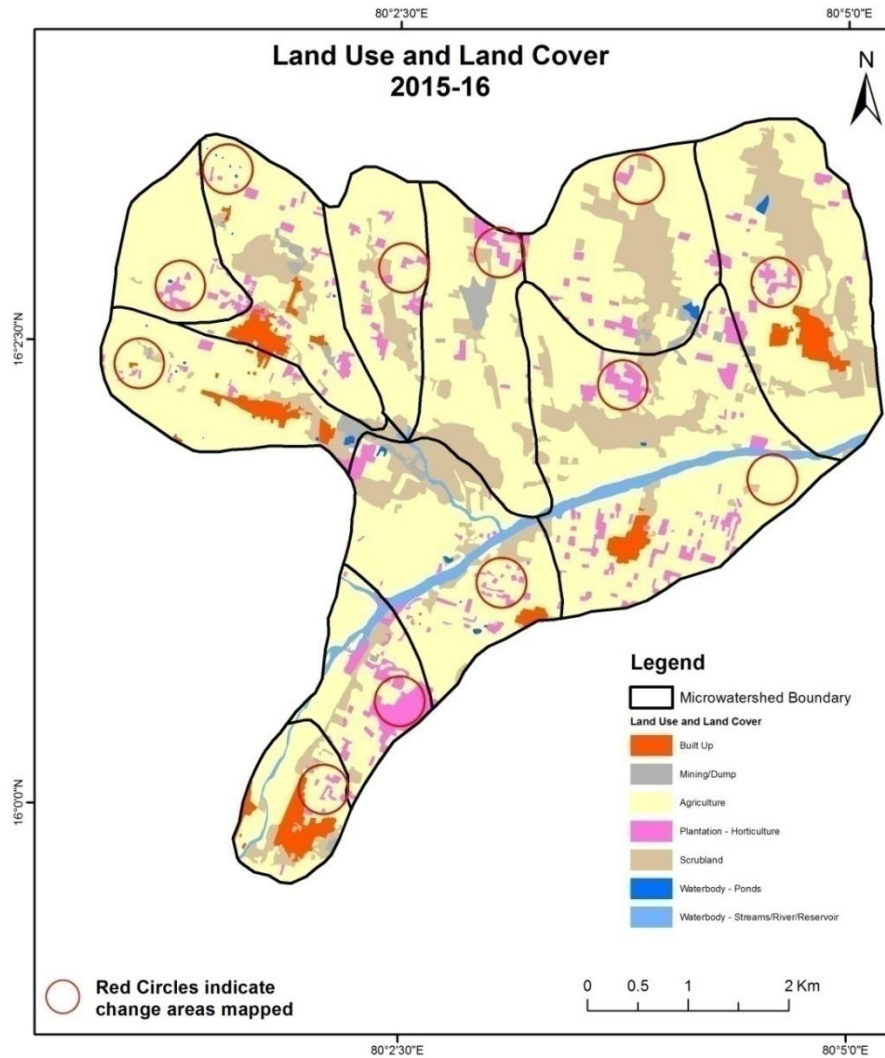 80°2'30"E
80°5'0"E
Land Use and Land Cover
2015-16
N
16°2'30"N
16°0'0"N
Legend
Microwatershed Boundary
Land Use and Land Cover
Built Up
Mining/Dump
Agriculture
Plantation - Horticulture
Scrubland
Waterbody - Ponds
Waterbody - Streams/River/Reservoir
Red Circles indicate
change areas mapped
0 0.5 1 2 Km
80°2'30"E
80°5'0"E